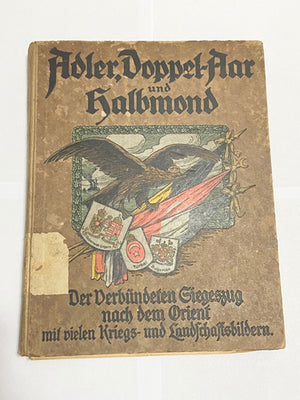 Adler, Doppel-Aar
und
Halbmond
Der Verbündeten Siegeszug
nach dem Orient
mit vielen Kriegs- und Landschaftsbildern.